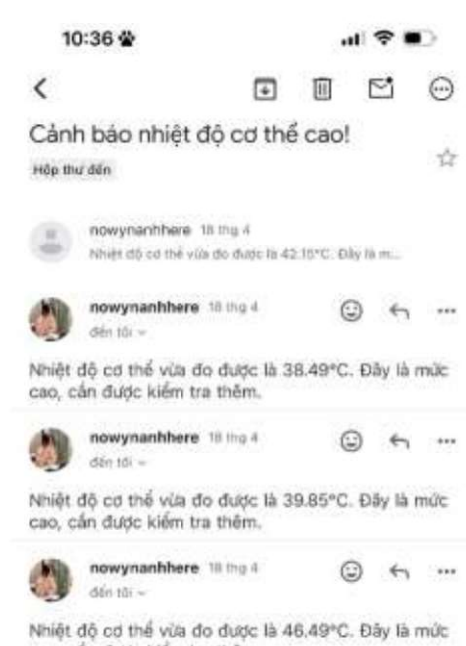 10:36
Cảnh báo nhiệt độ cơ thể cao!
Hộp thư đến
nowynanhhere 18 thg 4
Nhiệt độ cơ thể vừa đo được là 42.15°C. Đây là m...
nowynanhhere 18 thg 4
đến tôi
Nhiệt độ cơ thể vừa đo được là 38.49°C. Đây là mức
cao, cần được kiểm tra thêm.
nowynanhhere 18 thg 4
đến tôi
Nhiệt độ cơ thể vừa đo được là 39.85°C. Đây là mức
cao, cần được kiểm tra thêm.
nowynanhhere 18 thg 4
đến tôi
Nhiệt độ cơ thể vừa đo được là 46.49°C. Đây là mức